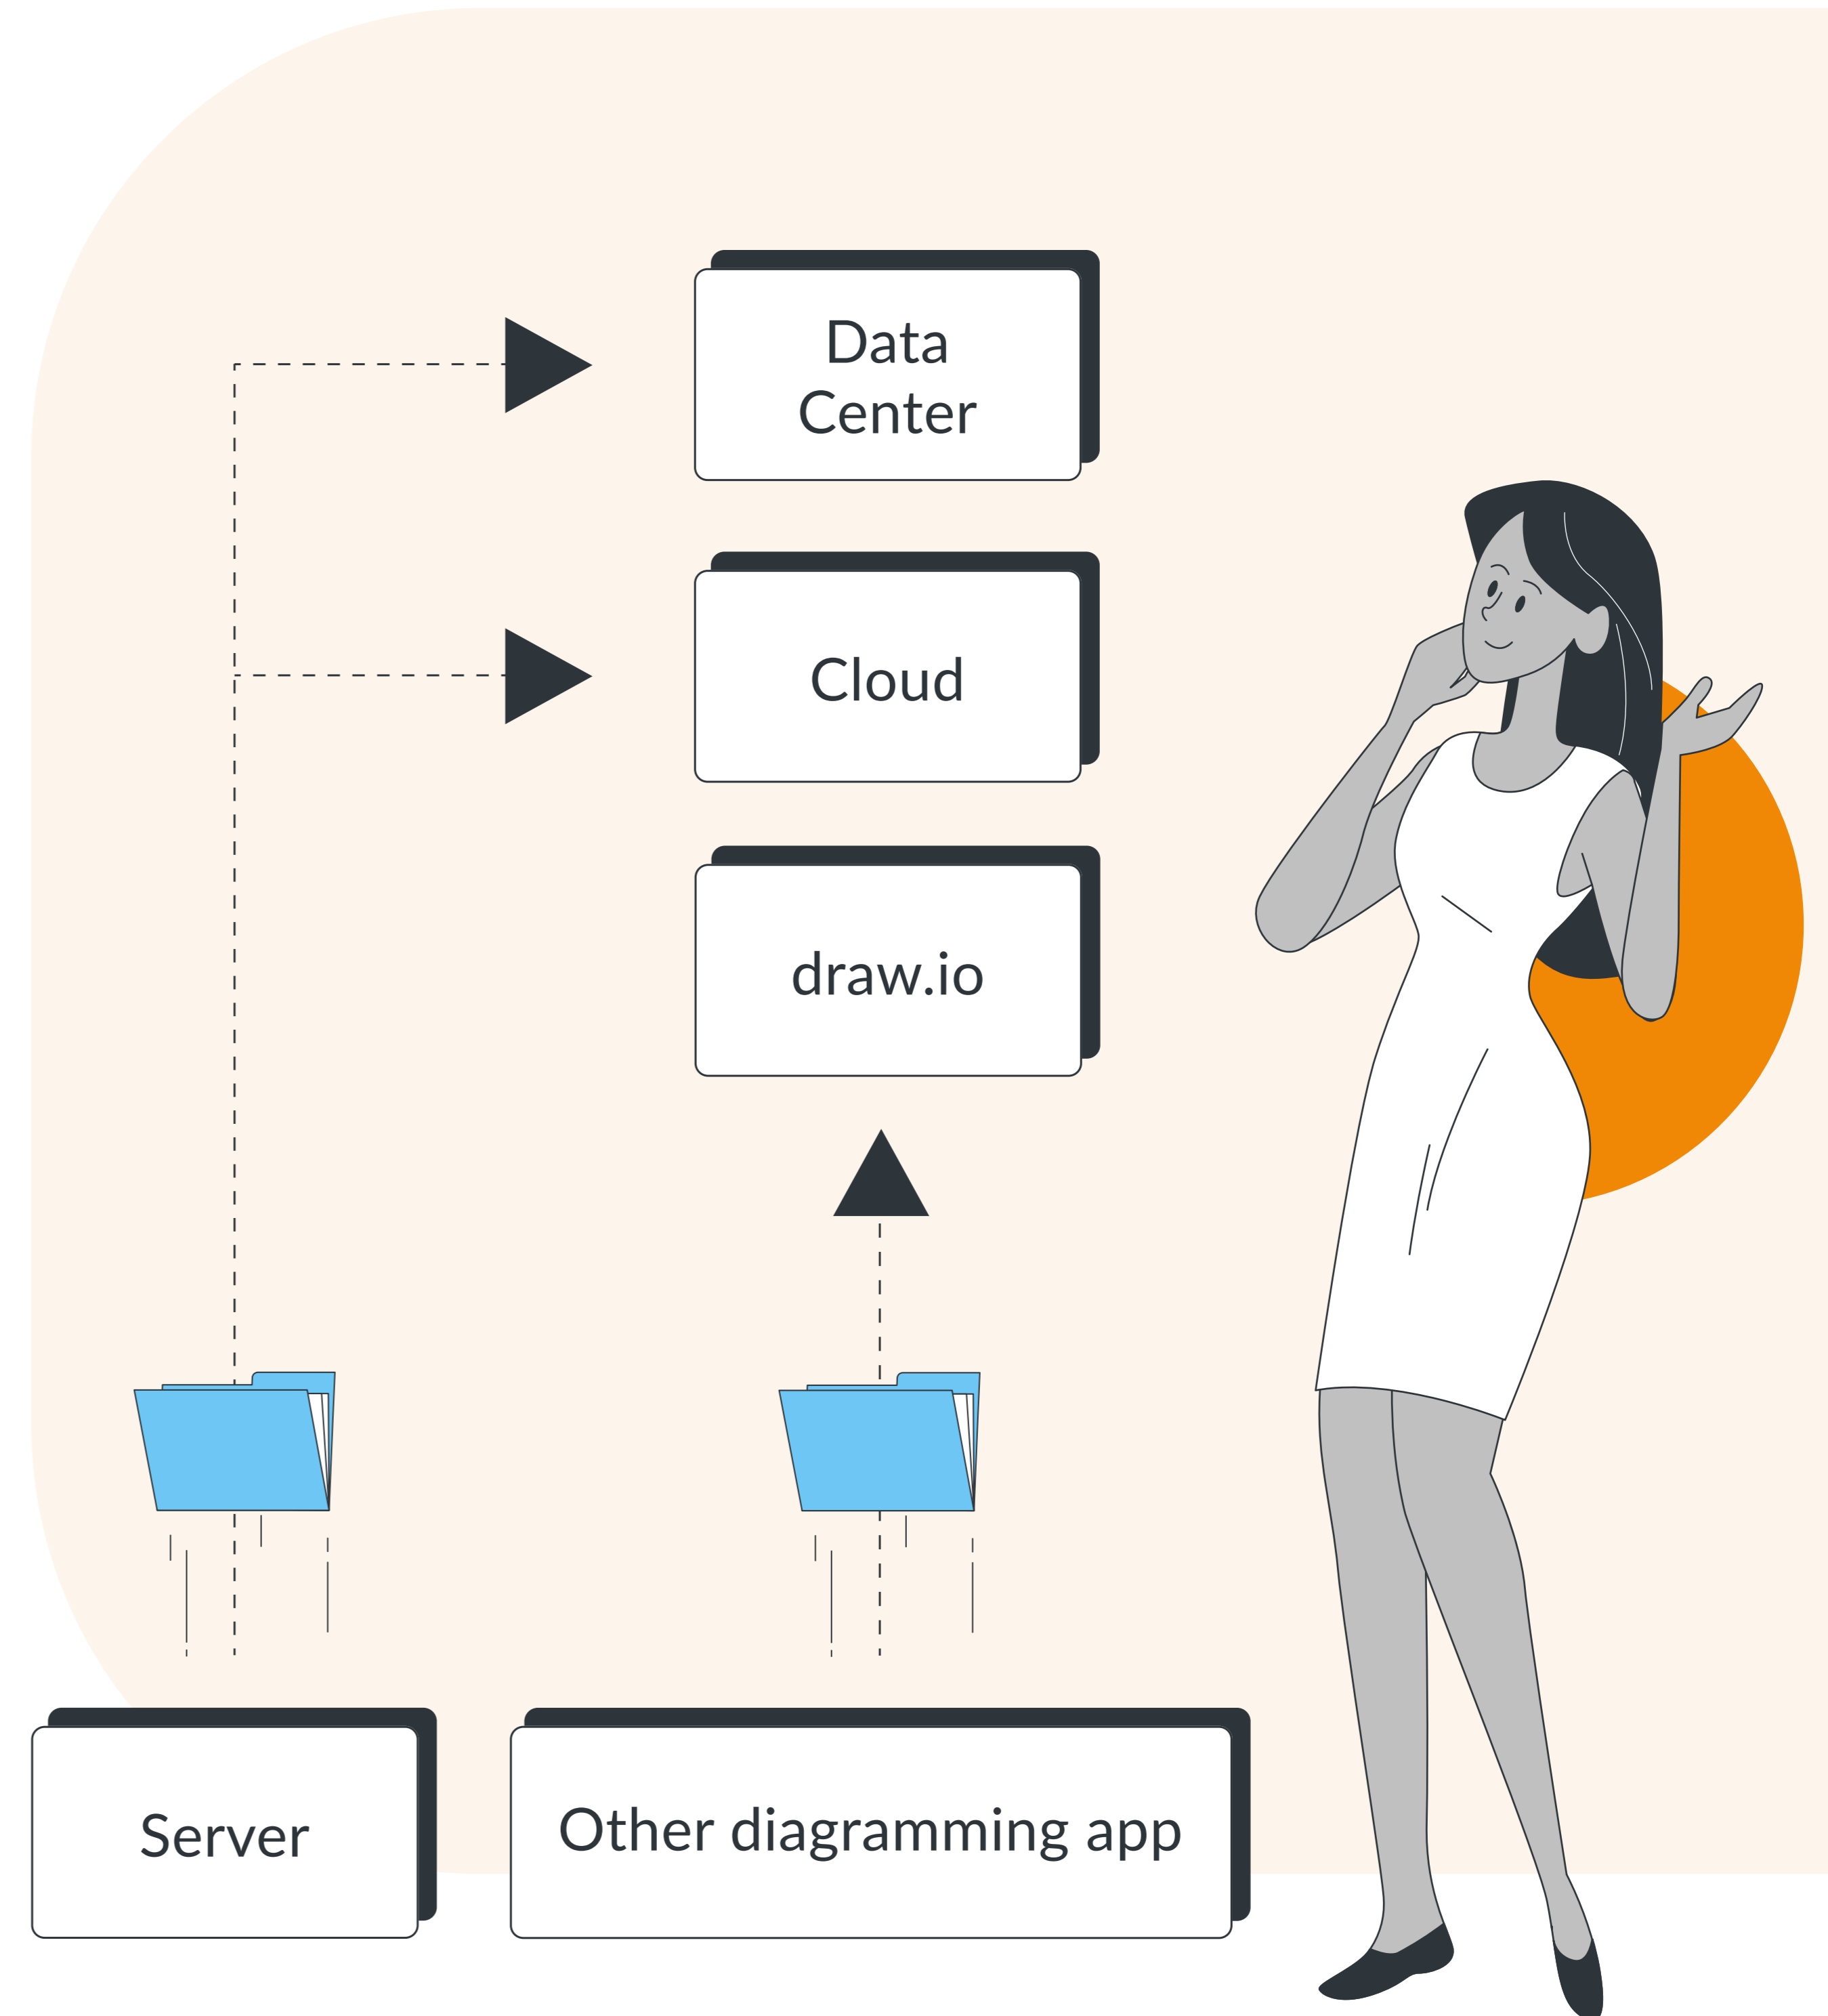 Data
Center
Cloud
draw.io
Server
Other diagramming app